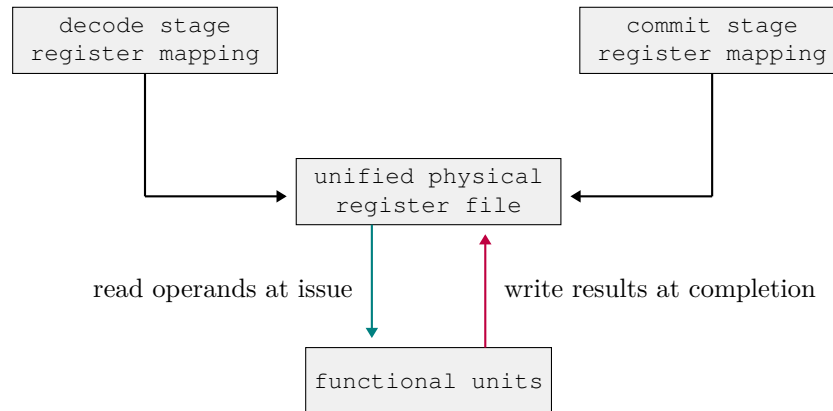 decode stage
register mapping
commit stage
register mapping
unified physical
register file
read operands at issue
write results at completion
functional units